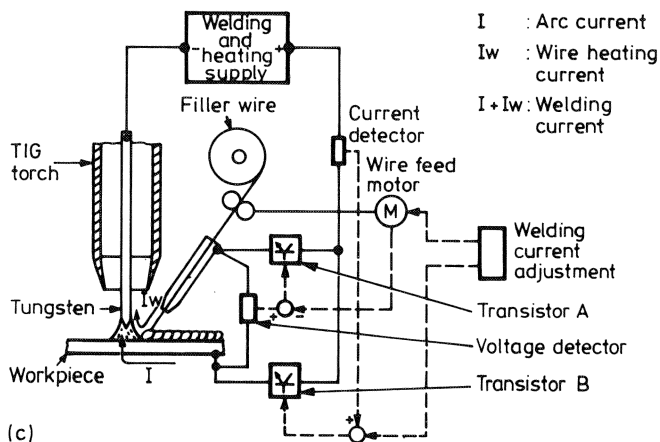 Welding
and
heating
supply
- +
I : Arc current
Iw : Wire heating
current
I + Iw : Welding
current
Filler wire
Current
detector
TIG
torch
Wire feed
motor
M
Welding
current
adjustment
Iw
+ -
Tungsten
Transistor A
Voltage detector
Workpiece
I
Transistor B
+
(c)